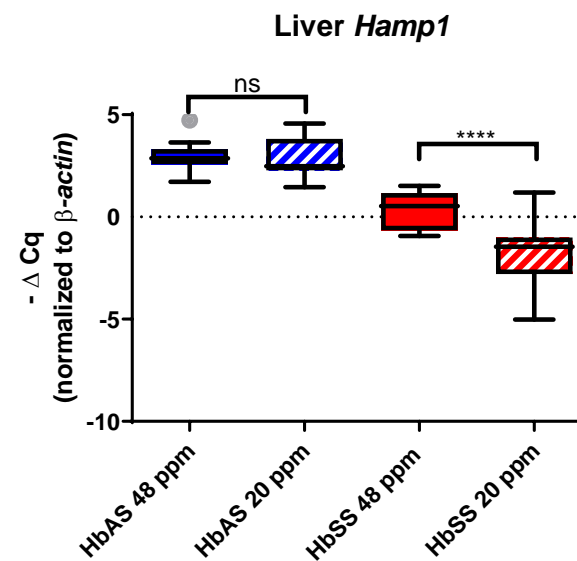 Liver Hamp1
ns
****
5
0
-5
-10
- Δ Cq
(normalized to β-actin)
HbAS 48 ppm
HbAS 20 ppm
HbSS 48 ppm
HbSS 20 ppm